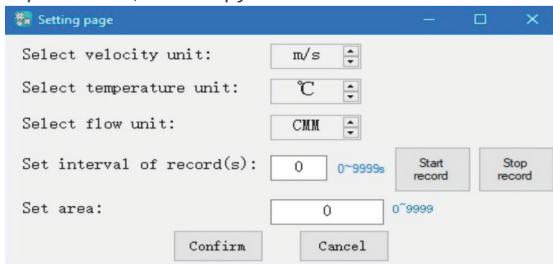 Setting page
Select velocity unit: m/s
Select temperature unit: ℃
Select flow unit: CMM
Set interval of record(s): 0 0~9999s Start record Stop record
Set area: 0 0~9999
Confirm Cancel